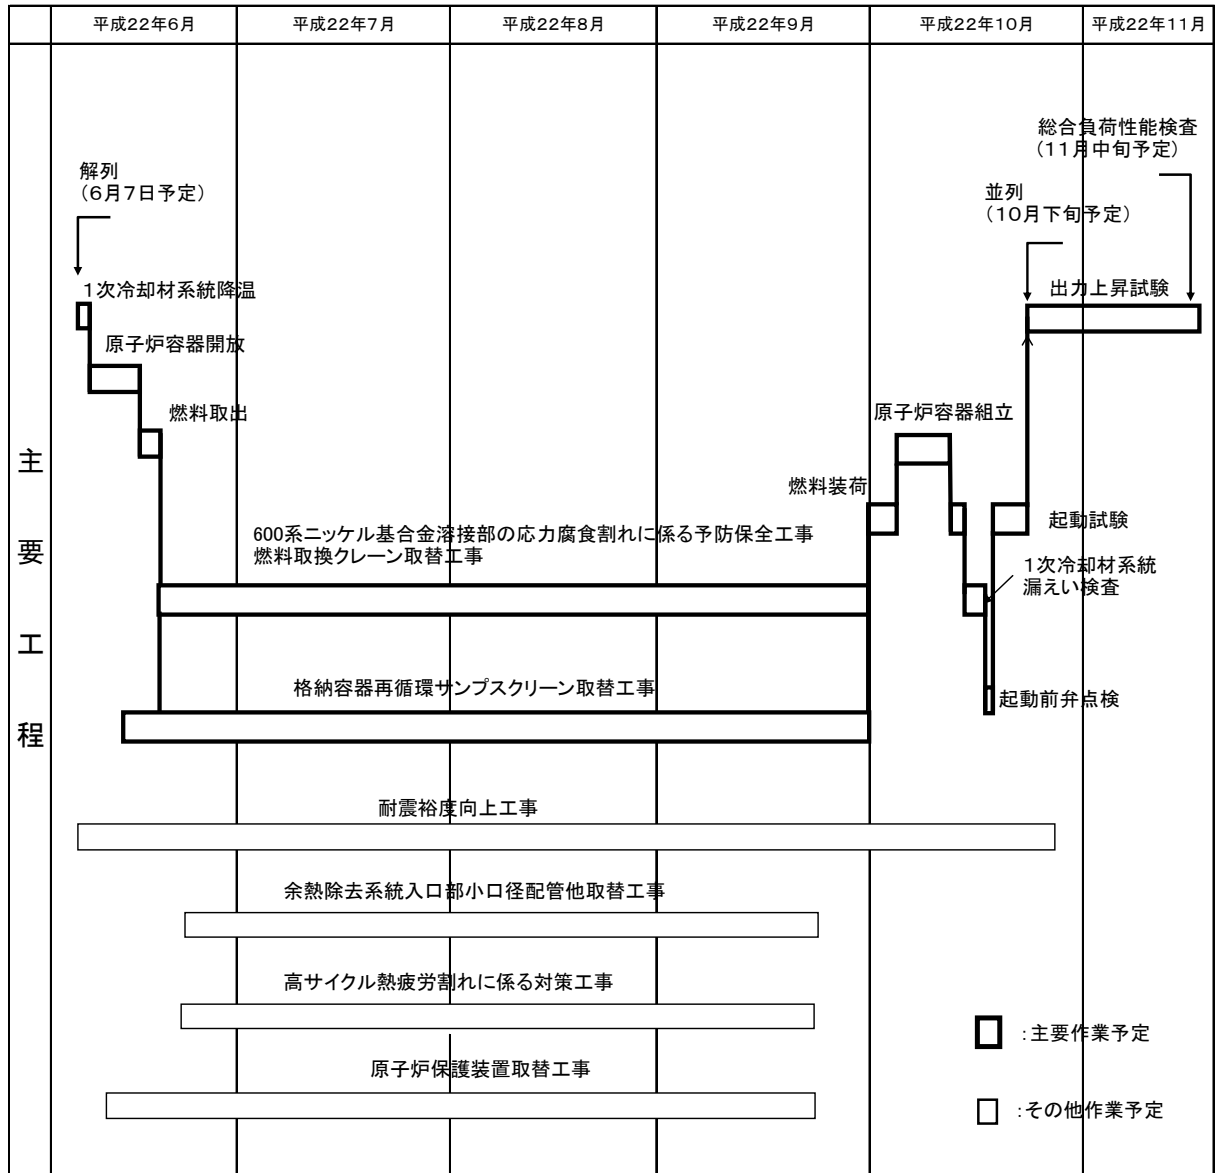 平成22年6月
平成22年7月
平成22年8月
平成22年9月
平成22年10月
平成22年11月
主要工程
総合負荷性能検査
(11月中旬予定)
解列
(6月7日予定)
並列
(10月下旬予定)
1次冷却材系統降温
出力上昇試験
原子炉容器開放
燃料取出
原子炉容器組立
燃料装荷
起動試験
600系ニッケル基合金溶接部の応力腐食割れに係る予防保全工事
燃料取換クレーン取替工事
1次冷却材系統
漏えい検査
格納容器再循環サンプスクリーン取替工事
起動前弁点検
耐震裕度向上工事
余熱除去系統入口部小口径配管他取替工事
高サイクル熱疲労割れに係る対策工事
:主要作業予定
原子炉保護装置取替工事
:その他作業予定